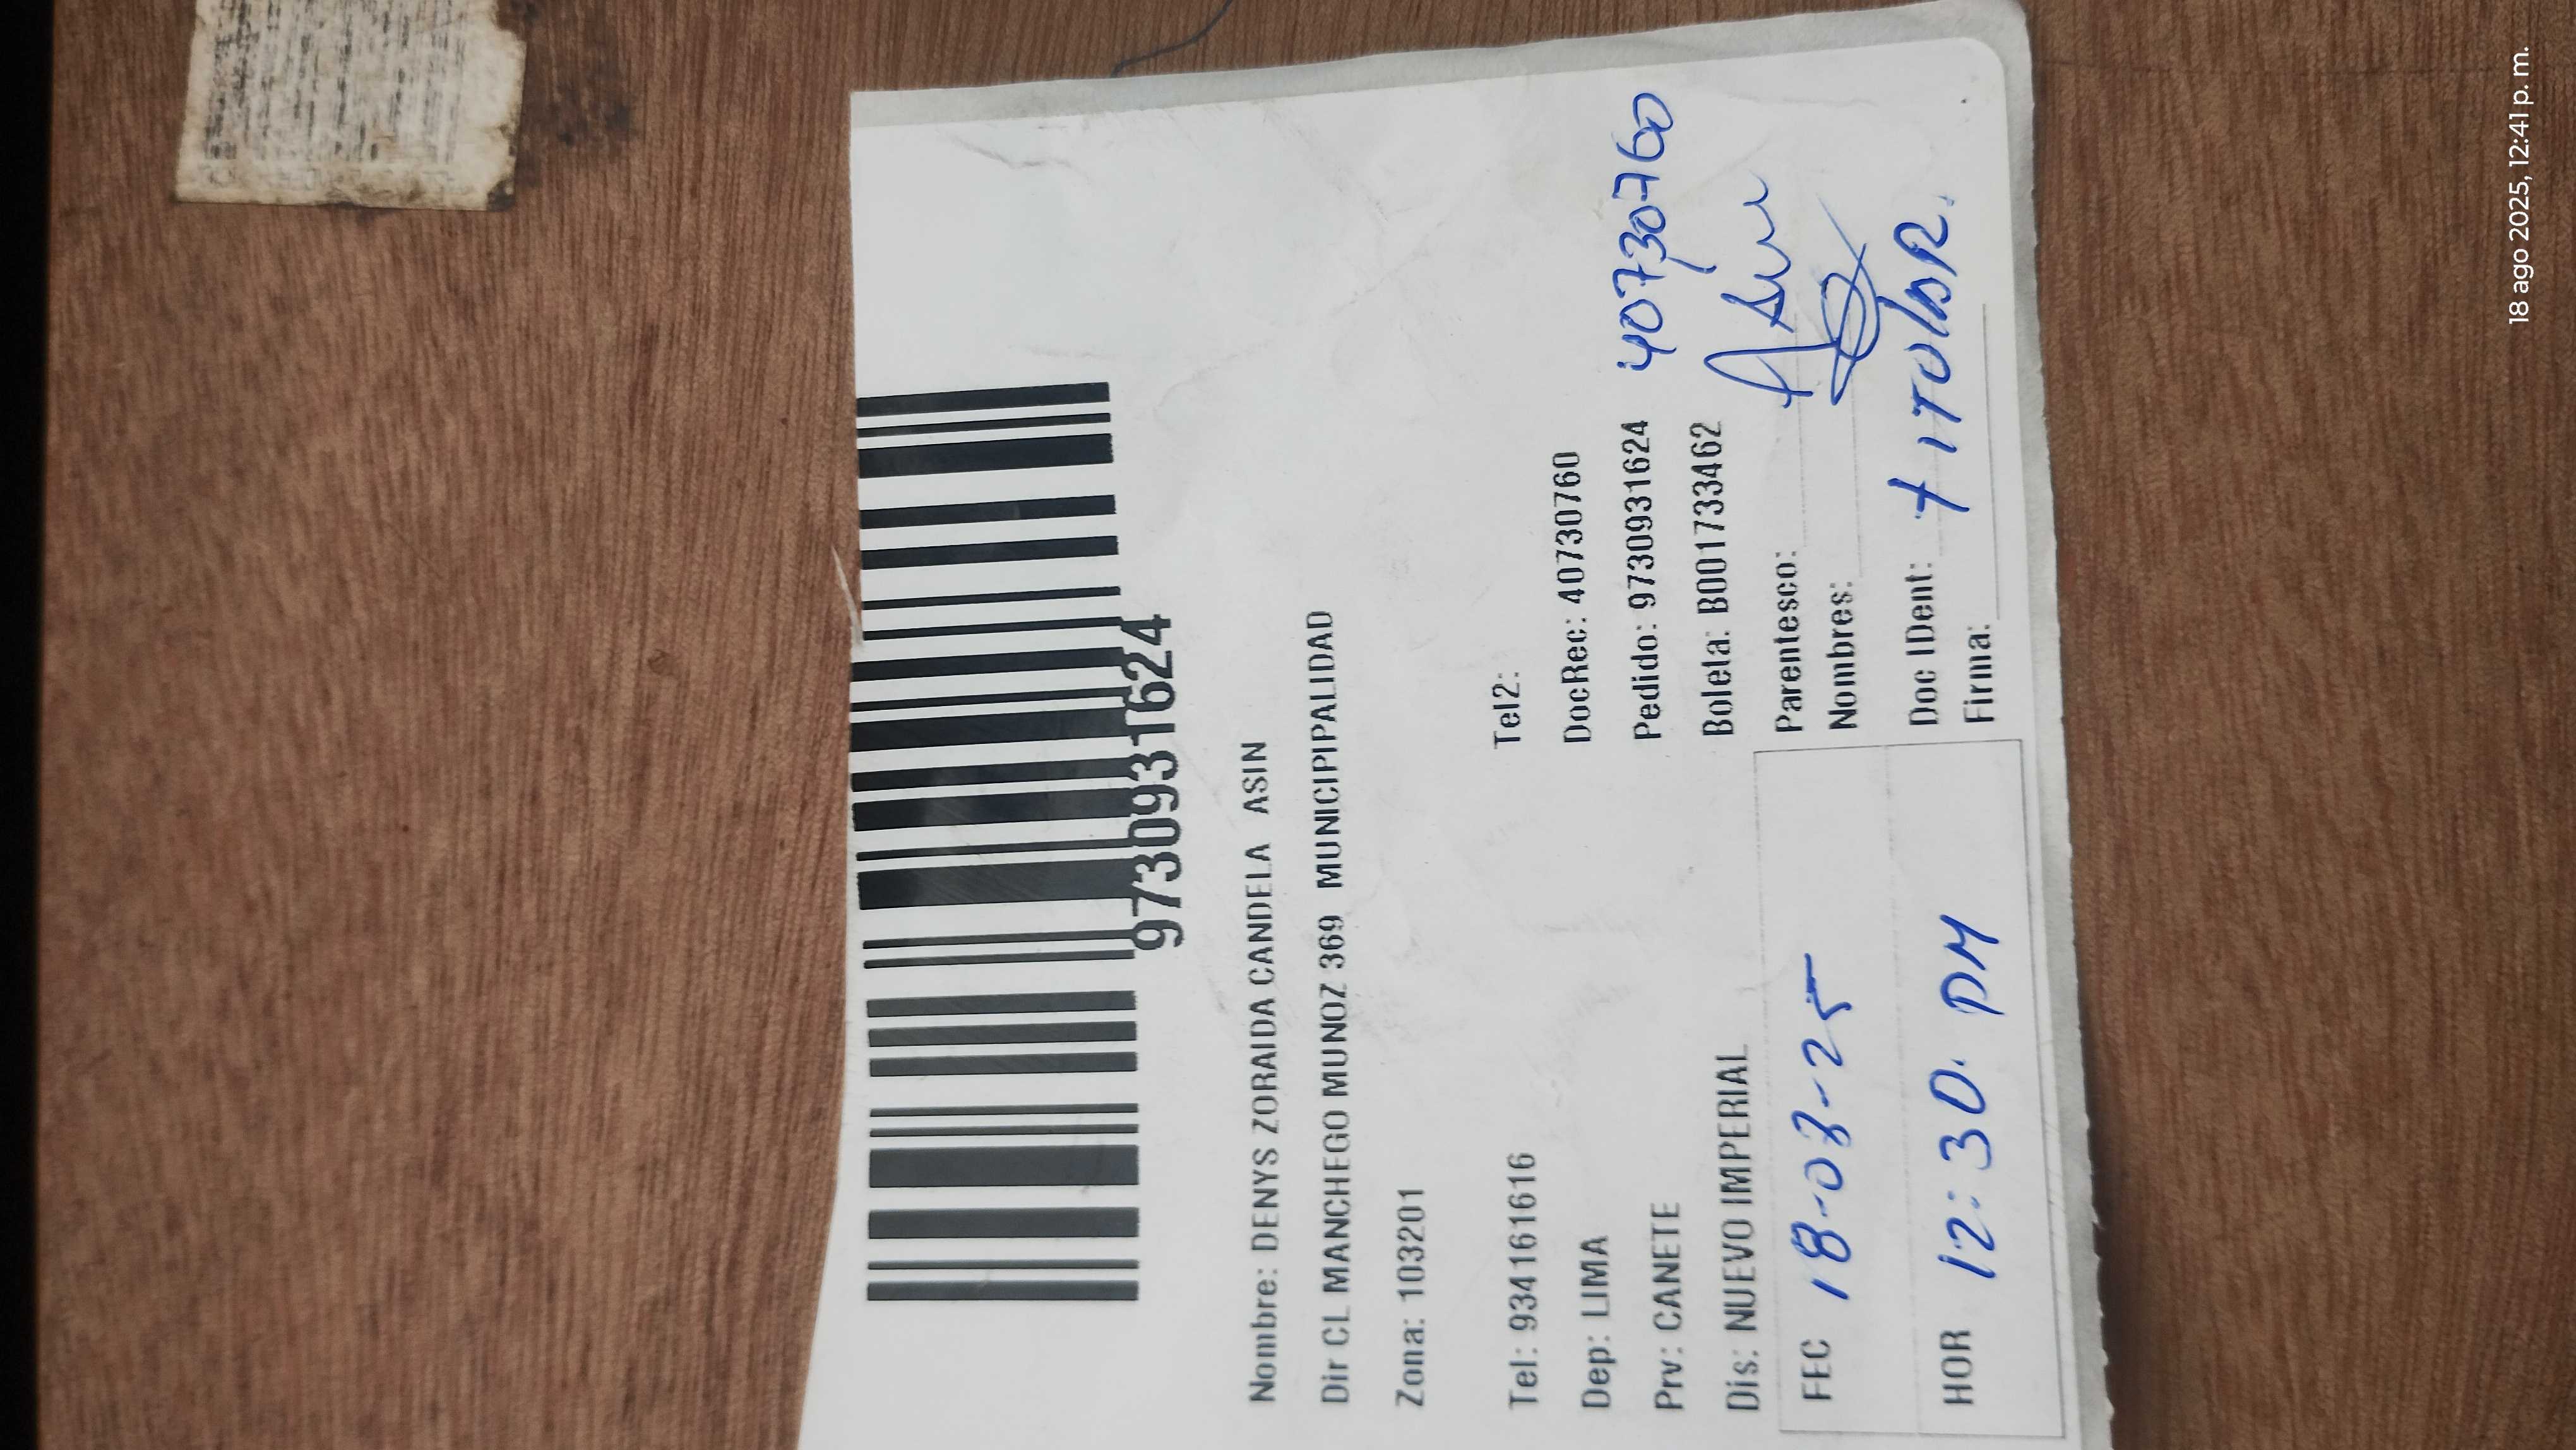 9730931624
Nombre: DENYS ZORAIDA CANDELA ASIN
Dir CL MANCHEGO MUNOZ 369 MUNICIPIPALIDAD
Zona: 103201
Tel: 934161616 Tel2:
Dep: LIMA DocRec: 40730760
Prv: CANETE Pedido: 9730931624 40730760
Dis: NUEVO IMPERIAL Boleta: B001733462
FEC 18-08-25 Parentesco:
Nombres:
HOR 12:30. PM Doc IDent: TITULAR.
Firma:
18 ago 2025, 12:41 p. m.